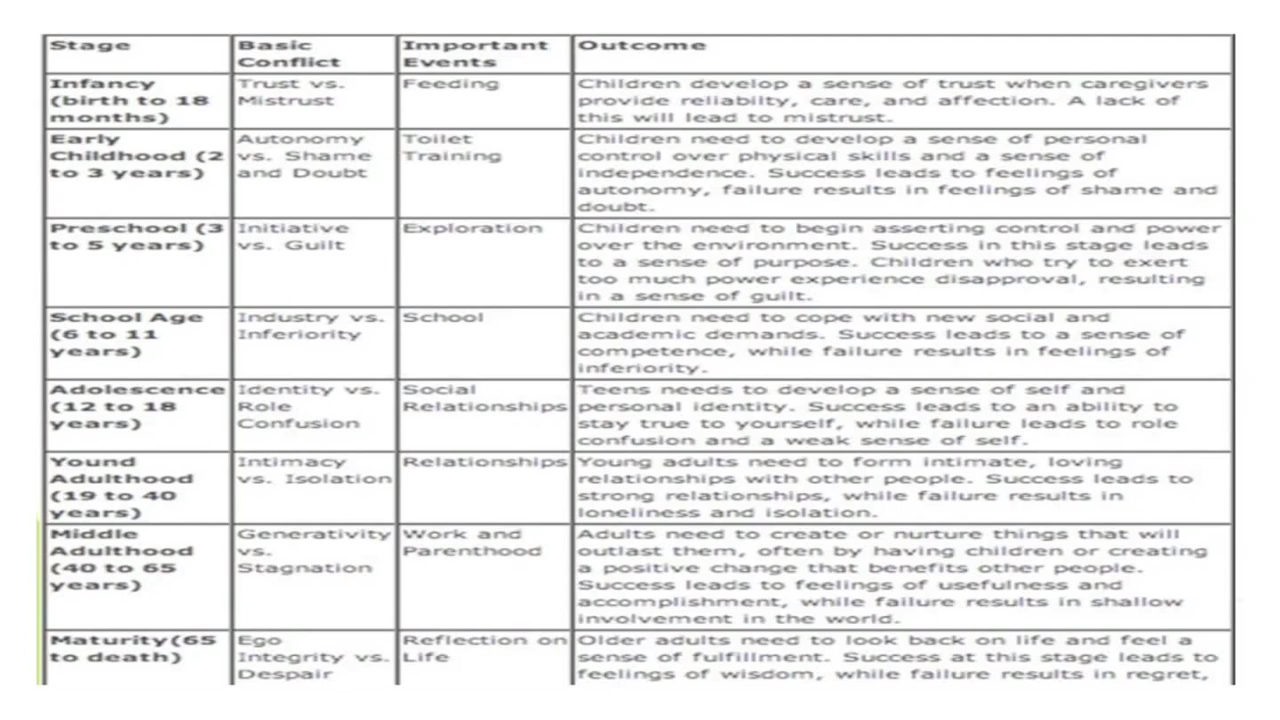 Stage
Basic
Conflict
Important
Events
Outcome
Infancy
(birth to 18
months)
Trust vs.
Mistrust
Feeding
Children develop a sense of trust when caregivers
provide reliabilty, care, and affection. A lack of
this will lead to mistrust.
Early
Childhood (2
to 3 years)
Autonomy
vs. Shame
and Doubt
Toilet
Training
Children need to develop a sense of personal
control over physical skills and a sense of
independence. Success leads to feelings of
autonomy, failure results in feelings of shame and
doubt.
Preschool (3
to 5 years)
Initiative
vs. Guilt
Exploration
Children need to begin asserting control and power
over the environment. Success in this stage leads
to a sense of purpose. Children who try to exert
too much power experience disapproval, resulting
in a sense of guilt.
School Age
(6 to 11
years)
Industry vs.
Inferiority
School
Children need to cope with new social and
academic demands. Success leads to a sense of
competence, while failure results in feelings of
inferiority.
Adolescence
(12 to 18
years)
Identity vs.
Role
Confusion
Social
Relationships
Teens needs to develop a sense of self and
personal identity. Success leads to an ability to
stay true to yourself, while failure leads to role
confusion and a weak sense of self.
Yound
Adulthood
(19 to 40
years)
Intimacy
vs. Isolation
Relationships
Young adults need to form intimate, loving
relationships with other people. Success leads to
strong relationships, while failure results in
loneliness and isolation.
Middle
Adulthood
(40 to 65
years)
Generativity
vs.
Stagnation
Work and
Parenthood
Adults need to create or nurture things that will
outlast them, often by having children or creating
a positive change that benefits other people.
Success leads to feelings of usefulness and
accomplishment, while failure results in shallow
involvement in the world.
Maturity(65
to death)
Ego
Integrity vs.
Despair
Reflection on
Life
Older adults need to look back on life and feel a
sense of fulfillment. Success at this stage leads to
feelings of wisdom, while failure results in regret,